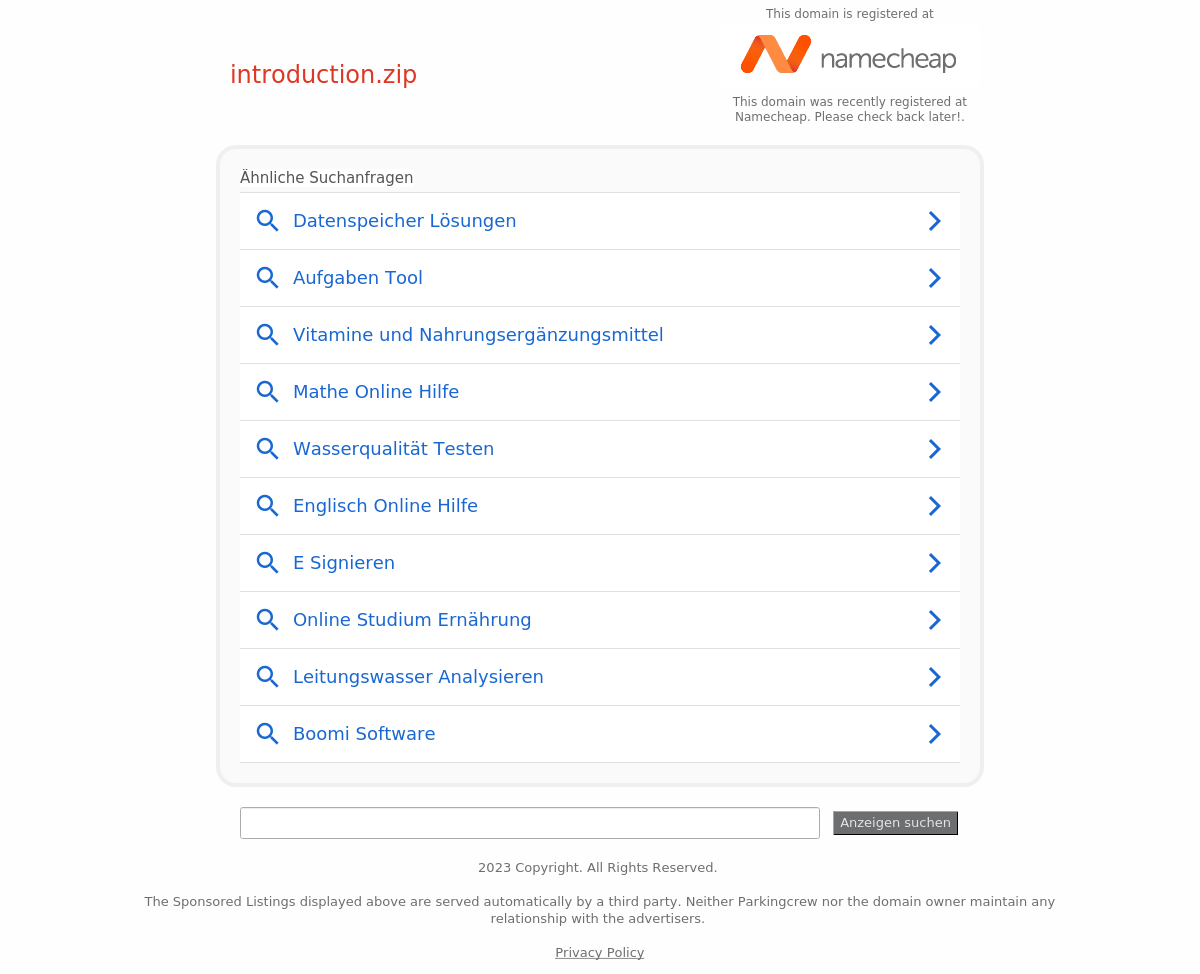 This domain is registered at
introduction.zip
namecheap
This domain was recently registered at
Namecheap. Please check back later!.
Ähnliche Suchanfragen
Datenspeicher Lösungen
Aufgaben Tool
Vitamine und Nahrungsergänzungsmittel
Mathe Online Hilfe
Wasserqualität Testen
Englisch Online Hilfe
E Signieren
Online Studium Ernährung
Leitungswasser Analysieren
Boomi Software
Anzeigen suchen
2023 Copyright. All Rights Reserved.
The Sponsored Listings displayed above are served automatically by a third party. Neither Parkingcrew nor the domain owner maintain any
relationship with the advertisers.
Privacy Policy